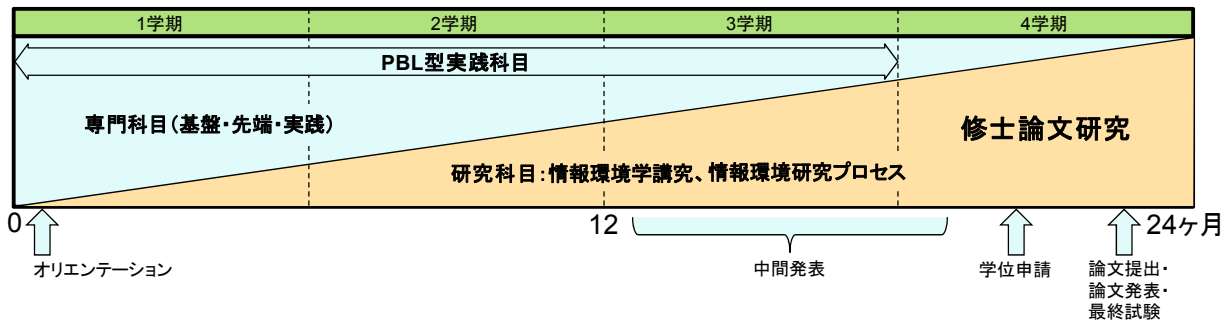 1学期 2学期 3学期 4学期
PBL型実践科目
専門科目(基盤・先端・実践)
修士論文研究
研究科目:情報環境学講究、情報環境研究プロセス
0 12 24ヶ月
オリエンテーション
中間発表
学位申請
論文提出・
論文発表・
最終試験